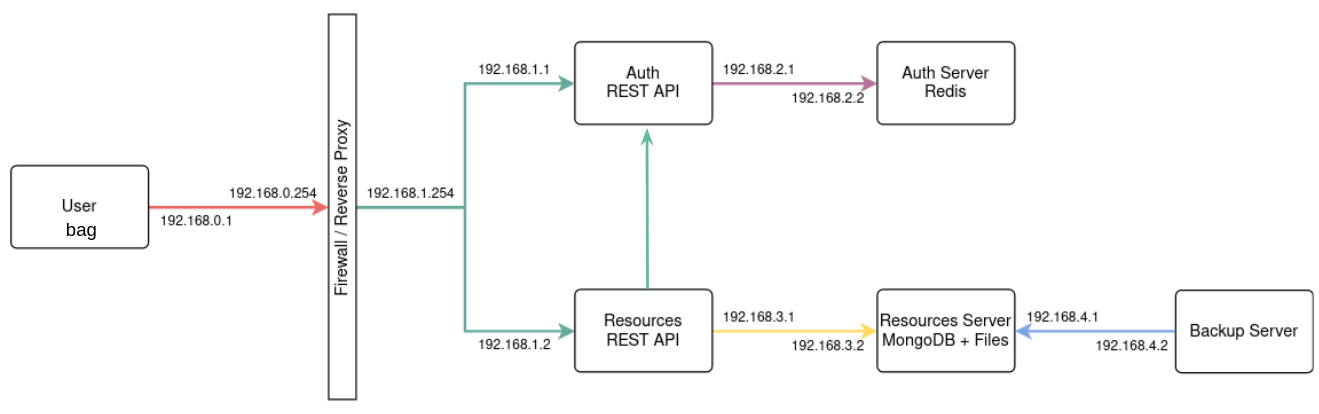 192.168.1.1
Auth
REST API
192.168.2.1
192.168.2.2
Auth Server
Redis
User
bag
192.168.0.254
192.168.0.1
Firewall / Reverse Proxy
192.168.1.254
192.168.1.2
Resources
REST API
192.168.3.1
192.168.3.2
Resources Server
MongoDB + Files
192.168.4.1
192.168.4.2
Backup Server